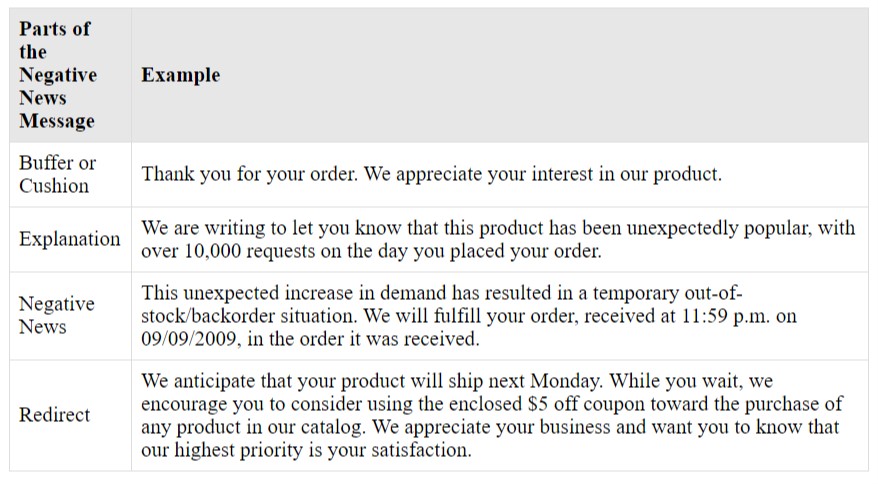 Parts of
the
Negative
News
Message
Example
Buffer or
Cushion
Thank you for your order. We appreciate your interest in our product.
Explanation
We are writing to let you know that this product has been unexpectedly popular, with
over 10,000 requests on the day you placed your order.
Negative
News
This unexpected increase in demand has resulted in a temporary out-of-
stock/backorder situation. We will fulfill your order, received at 11:59 p.m. on
09/09/2009, in the order it was received.
Redirect
We anticipate that your product will ship next Monday. While you wait, we
encourage you to consider using the enclosed $5 off coupon toward the purchase of
any product in our catalog. We appreciate your business and want you to know that
our highest priority is your satisfaction.